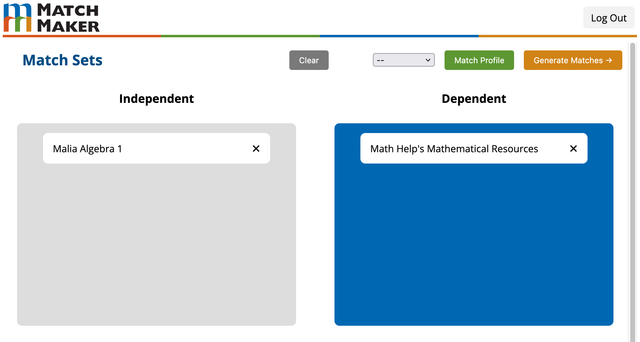 MATCH
MAKER
Log Out
Match Sets
Clear
--
Match Profile
Generate Matches →
Independent
Dependent
Malia Algebra 1 ×
Math Help's Mathematical Resources ×